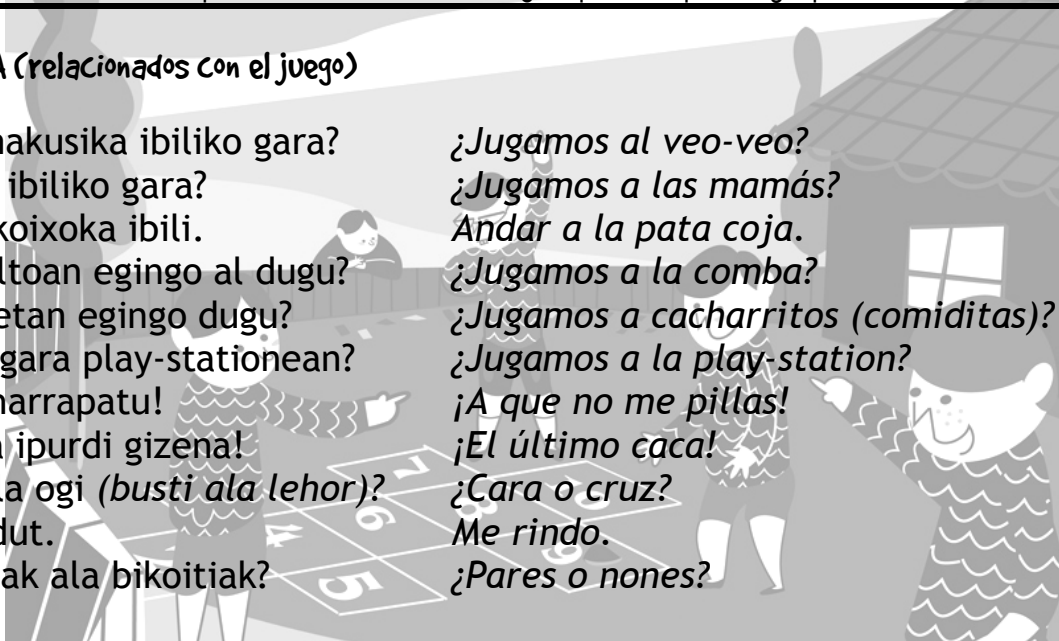 A (relacionados con el juego)
nakusika ibiliko gara? ¿Jugamos al veo-veo?
ibiliko gara? ¿Jugamos a las mamás?
koixoka ibili. Andar a la pata coja.
ltoan egingo al dugu? ¿Jugamos a la comba?
etan egingo dugu? ¿Jugamos a cacharritos (comiditas)?
gara play-stationean? ¿Jugamos a la play-station?
harrapatu! ¡A que no me pillas!
a ipurdi gizena! ¡El último caca!
la ogi (busti ala lehor)? ¿Cara o cruz?
dut. Me rindo.
ak ala bikoitiak? ¿Pares o nones?